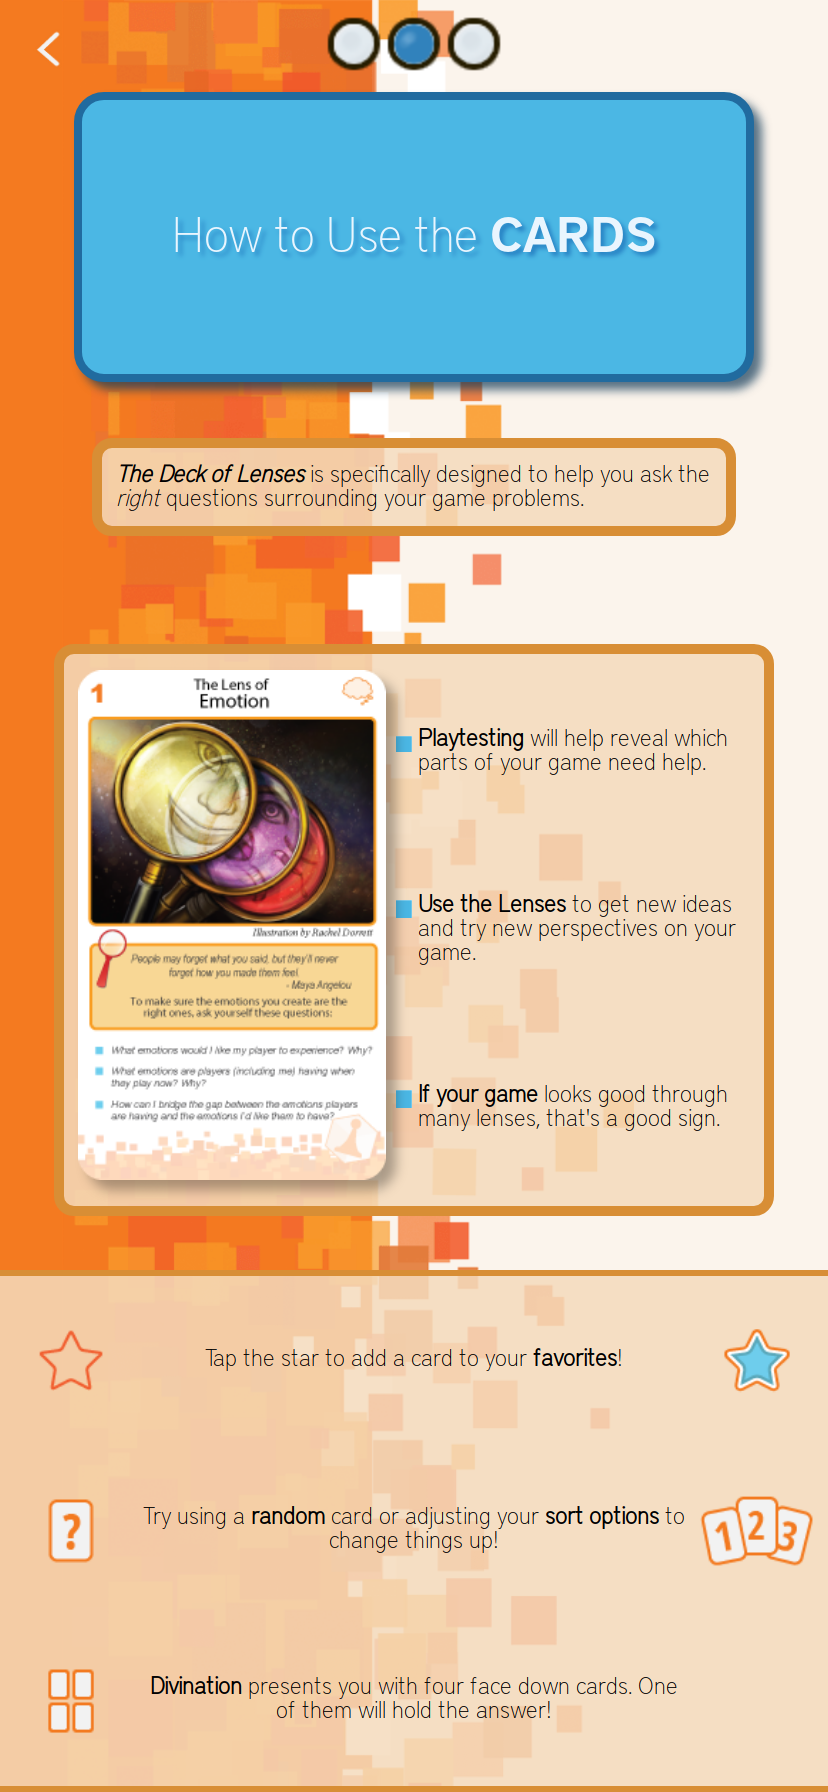 How to Use the CARDS
The Deck of Lenses is specifically designed to help you ask the
right questions surrounding your game problems.
1
The Lens of
Emotion
Illustration by Rachel Dorrett
People may forget what you said, but they'll never
forget how you made them feel.
- Maya Angelou
To make sure the emotions you create are the
right ones, ask yourself these questions:
What emotions would I like my player to experience? Why?
What emotions are players (including me) having when
they play now? Why?
How can I bridge the gap between the emotions players
are having and the emotions I'd like them to have?
Playtesting will help reveal which
parts of your game need help.
Use the Lenses to get new ideas
and try new perspectives on your
game.
If your game looks good through
many lenses, that's a good sign.
Tap the star to add a card to your favorites!
?
Try using a random card or adjusting your sort options to
change things up!
1 2 3
Divination presents you with four face down cards. One
of them will hold the answer!